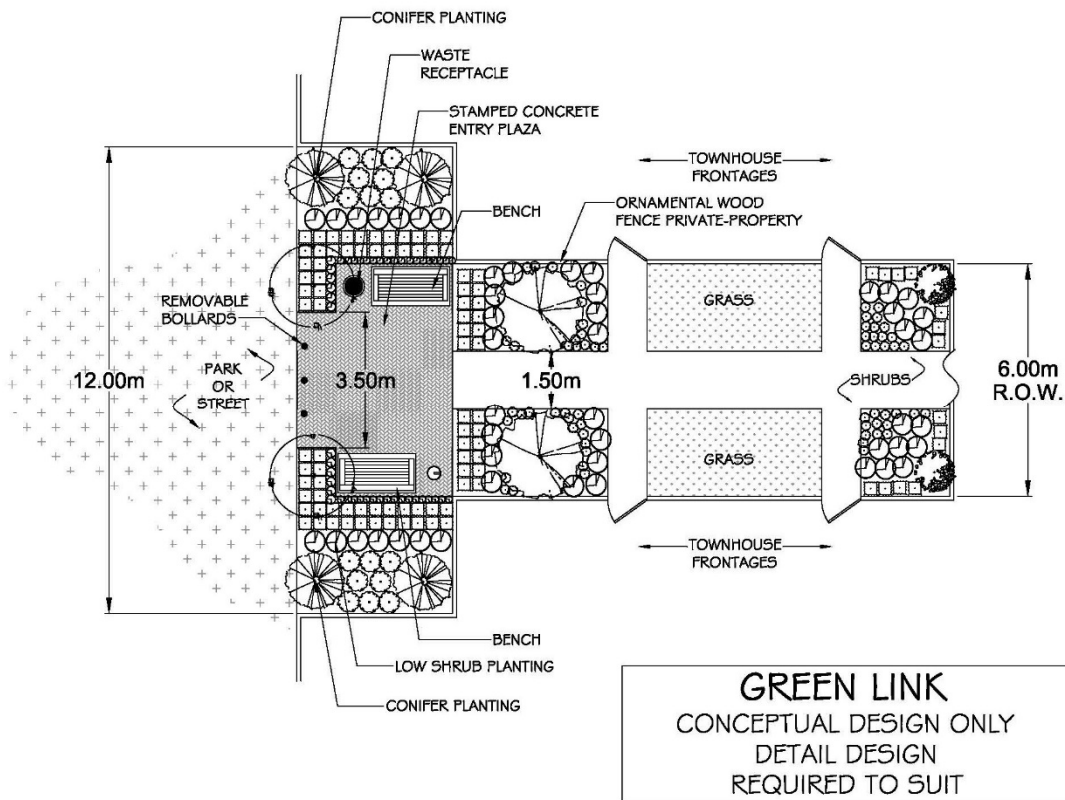 CONIFER PLANTING
WASTE
RECEPTACLE
STAMPED CONCRETE
ENTRY PLAZA
TOWNHOUSE
FRONTAGES
ORNAMENTAL WOOD
FENCE PRIVATE-PROPERTY
BENCH
GRASS
REMOVABLE
BOLLARDS
12.00m
PARK
OR
STREET
3.50m
1.50m
SHRUBS
6.00m
R.O.W.
GRASS
TOWNHOUSE
FRONTAGES
BENCH
LOW SHRUB PLANTING
CONIFER PLANTING
GREEN LINK
CONCEPTUAL DESIGN ONLY
DETAIL DESIGN
REQUIRED TO SUIT